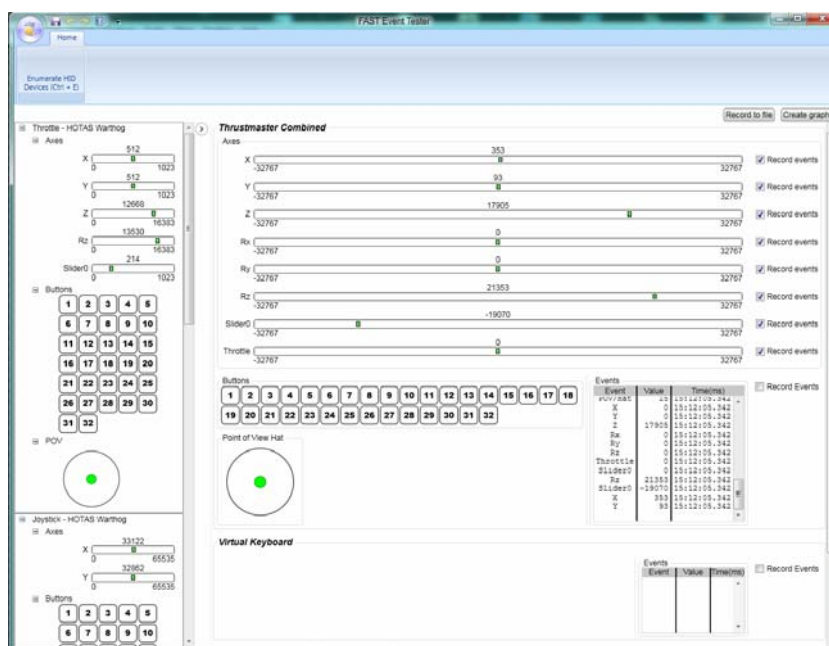 FAST Event Tester
Home
Enumerate HID
Devices (Ctrl + E)
Record to file
Create graph
Throttle - HOTAS Warthog
Axes
512
X
0 1023
512
Y
0 1023
12668
Z
0 16383
13530
Rz
0 16383
214
Slider0
0 1023
Buttons
1 2 3 4 5
6 7 8 9 10
11 12 13 14 15
16 17 18 19 20
21 22 23 24 25
26 27 28 29 30
31 32
POV
Joystick - HOTAS Warthog
Axes
33122
X
0 65535
32862
Y
0 65535
Buttons
1 2 3 4 5
6 7 8 9 10
Thrustmaster Combined
Axes
353
X Record events
-32767 32767
93
Y Record events
-32767 32767
17905
Z Record events
-32767 32767
0
Rx Record events
-32767 32767
0
Ry Record events
-32767 32767
21353
Rz Record events
-32767 32767
-19070
Slider0 Record events
-32767 32767
0
Throttle Record events
-32767 32767
Buttons
1 2 3 4 5 6 7 8 9 10 11 12 13 14 15 16 17 18
19 20 21 22 23 24 25 26 27 28 29 30 31 32
Point of View Hat
Events
Record Events
Event Value Time(ms)
POV/Hat 15 15:12:05.342
X 0 15:12:05.342
Y 0 15:12:05.342
Z 17905 15:12:05.342
Rx 0 15:12:05.342
Ry 0 15:12:05.342
Rz 0 15:12:05.342
Throttle 0 15:12:05.342
Slider0 0 15:12:05.342
Rz 21353 15:12:05.342
Slider0 -19070 15:12:05.342
X 353 15:12:05.342
Y 93 15:12:05.342
Virtual Keyboard
Events
Record Events
Event Value Time(ms)